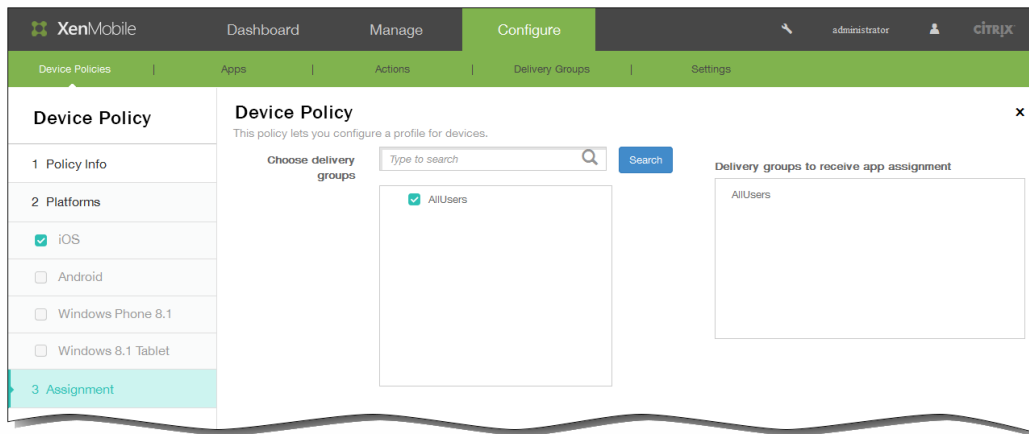 XenMobile Dashboard Manage Configure administrator CİTRIX
Device Policies | Apps | Actions | Delivery Groups | Settings
Device Policy
1 Policy Info
2 Platforms
iOS
Android
Windows Phone 8.1
Windows 8.1 Tablet
3 Assignment
Device Policy x
This policy lets you configure a profile for devices.
Choose delivery
groups
Type to search Search
AllUsers
Delivery groups to receive app assignment
AllUsers